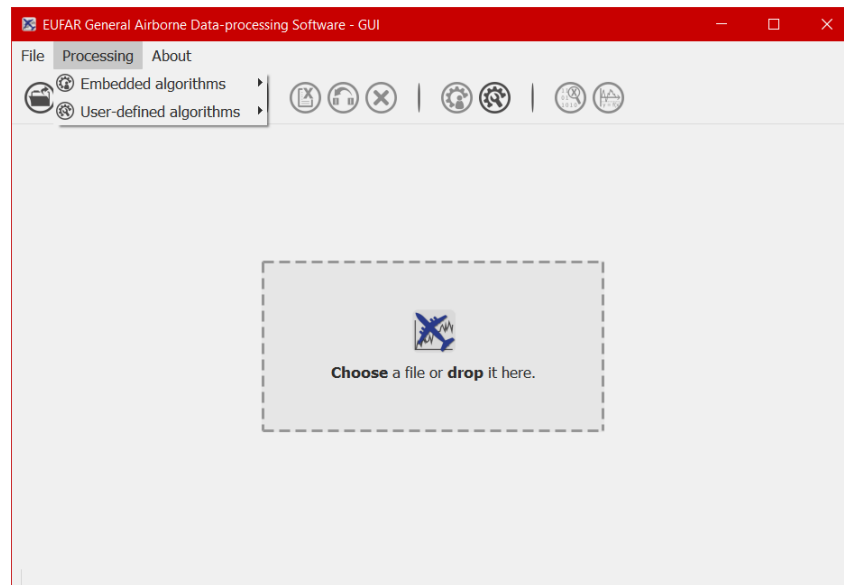 EUFAR General Airborne Data-processing Software - GUI
File Processing About
Embedded algorithms
User-defined algorithms
Choose a file or drop it here.